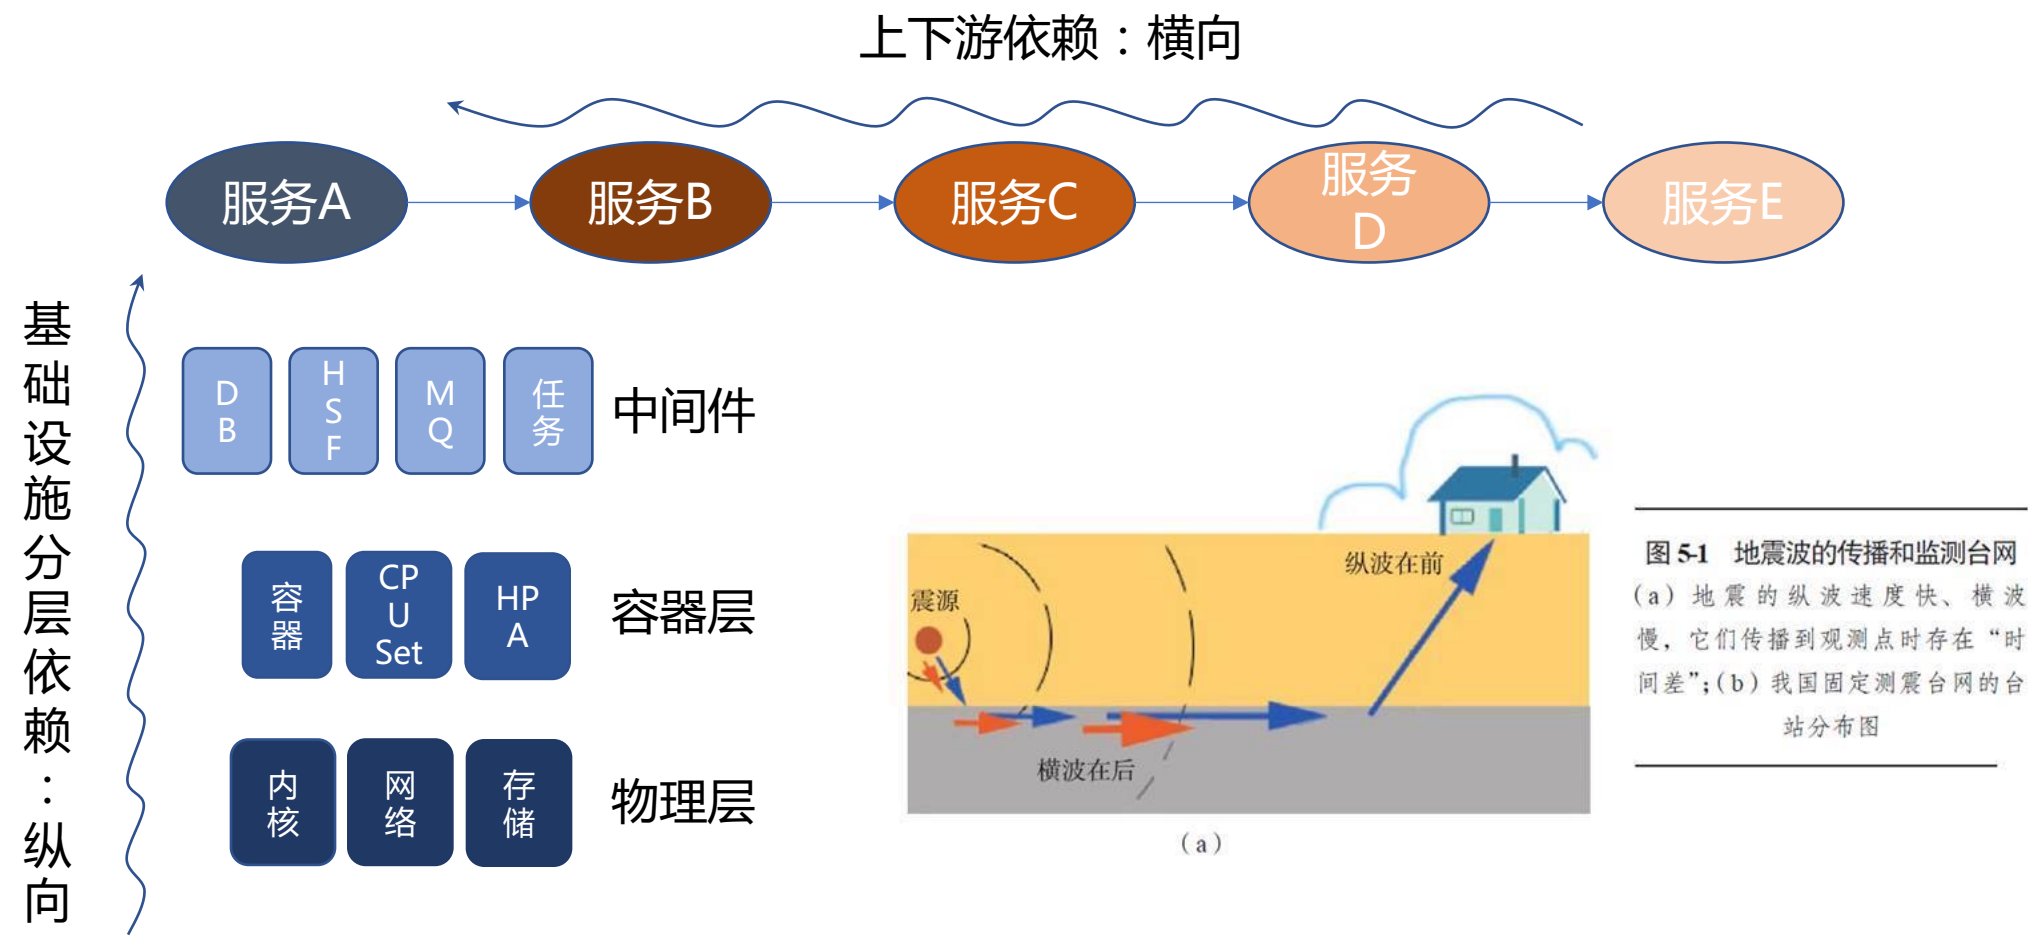 上下游依赖：横向
服务A
服务B
服务C
服务
D
服务E
基
础
设
施
分
层
依
赖
：
纵
向
D
B
H
S
F
M
Q
任
务
中间件
容
器
CP
U
Set
HP
A
容器层
内
核
网
络
存
储
物理层
震源
纵波在前
横波在后
(a)
图 5-1 地震波的传播和监测台网
(a) 地震的纵波速度快、横波
慢，它们传播到观测点时存在“时
间差”；(b) 我国固定测震台网的台
站分布图